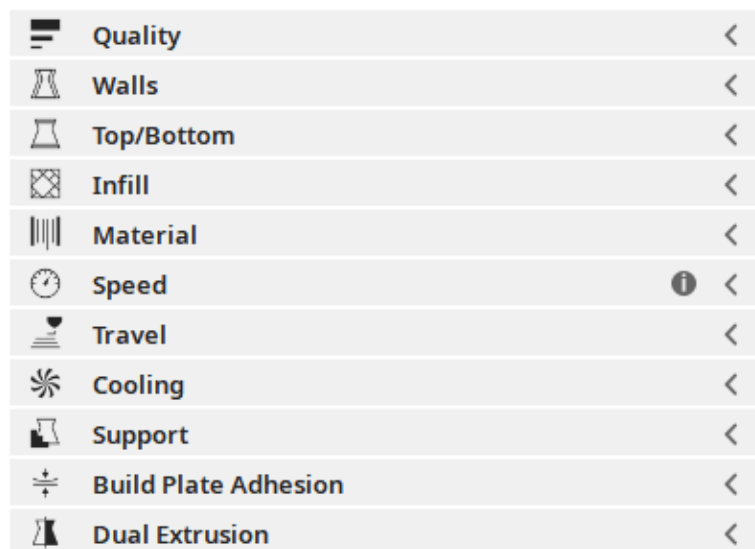 Quality
Walls
Top/Bottom
Infill
Material
Speed
Travel
Cooling
Support
Build Plate Adhesion
Dual Extrusion